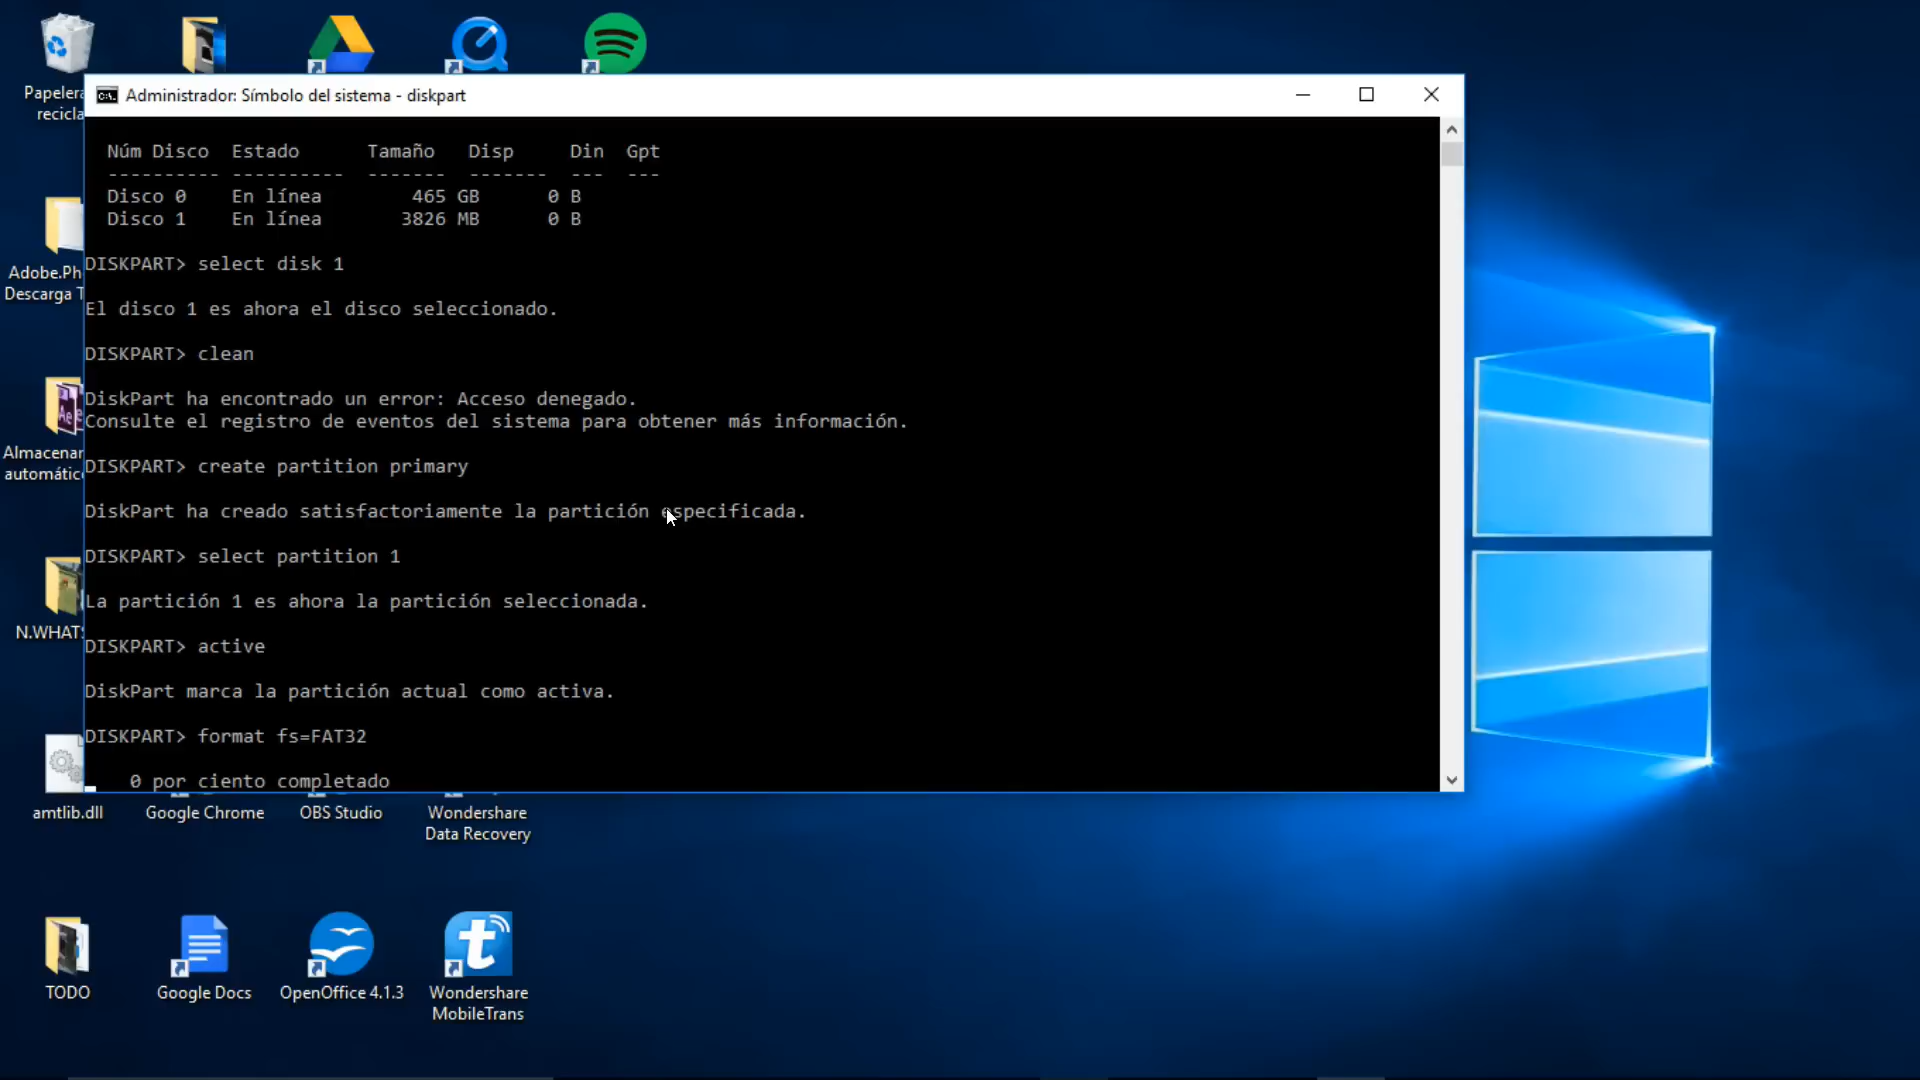 Papelera
recicla
Adobe.Ph
Descarga T
Almacenar
automátic
N.WHATS
amtlib.dll
Google Chrome
OBS Studio
Wondershare
Data Recovery
TODO
Google Docs
OpenOffice 4.1.3
Wondershare
MobileTrans
Administrador: Símbolo del sistema - diskpart
Núm Disco  Estado      Tamaño   Disp     Din  Gpt
---------- ----------  -------  -------  ---  ---
Disco 0    En línea        465 GB      0 B
Disco 1    En línea       3826 MB      0 B
DISKPART> select disk 1
El disco 1 es ahora el disco seleccionado.
DISKPART> clean
DiskPart ha encontrado un error: Acceso denegado.
Consulte el registro de eventos del sistema para obtener más información.
DISKPART> create partition primary
DiskPart ha creado satisfactoriamente la partición especificada.
DISKPART> select partition 1
La partición 1 es ahora la partición seleccionada.
DISKPART> active
DiskPart marca la partición actual como activa.
DISKPART> format fs=FAT32
0 por ciento completado